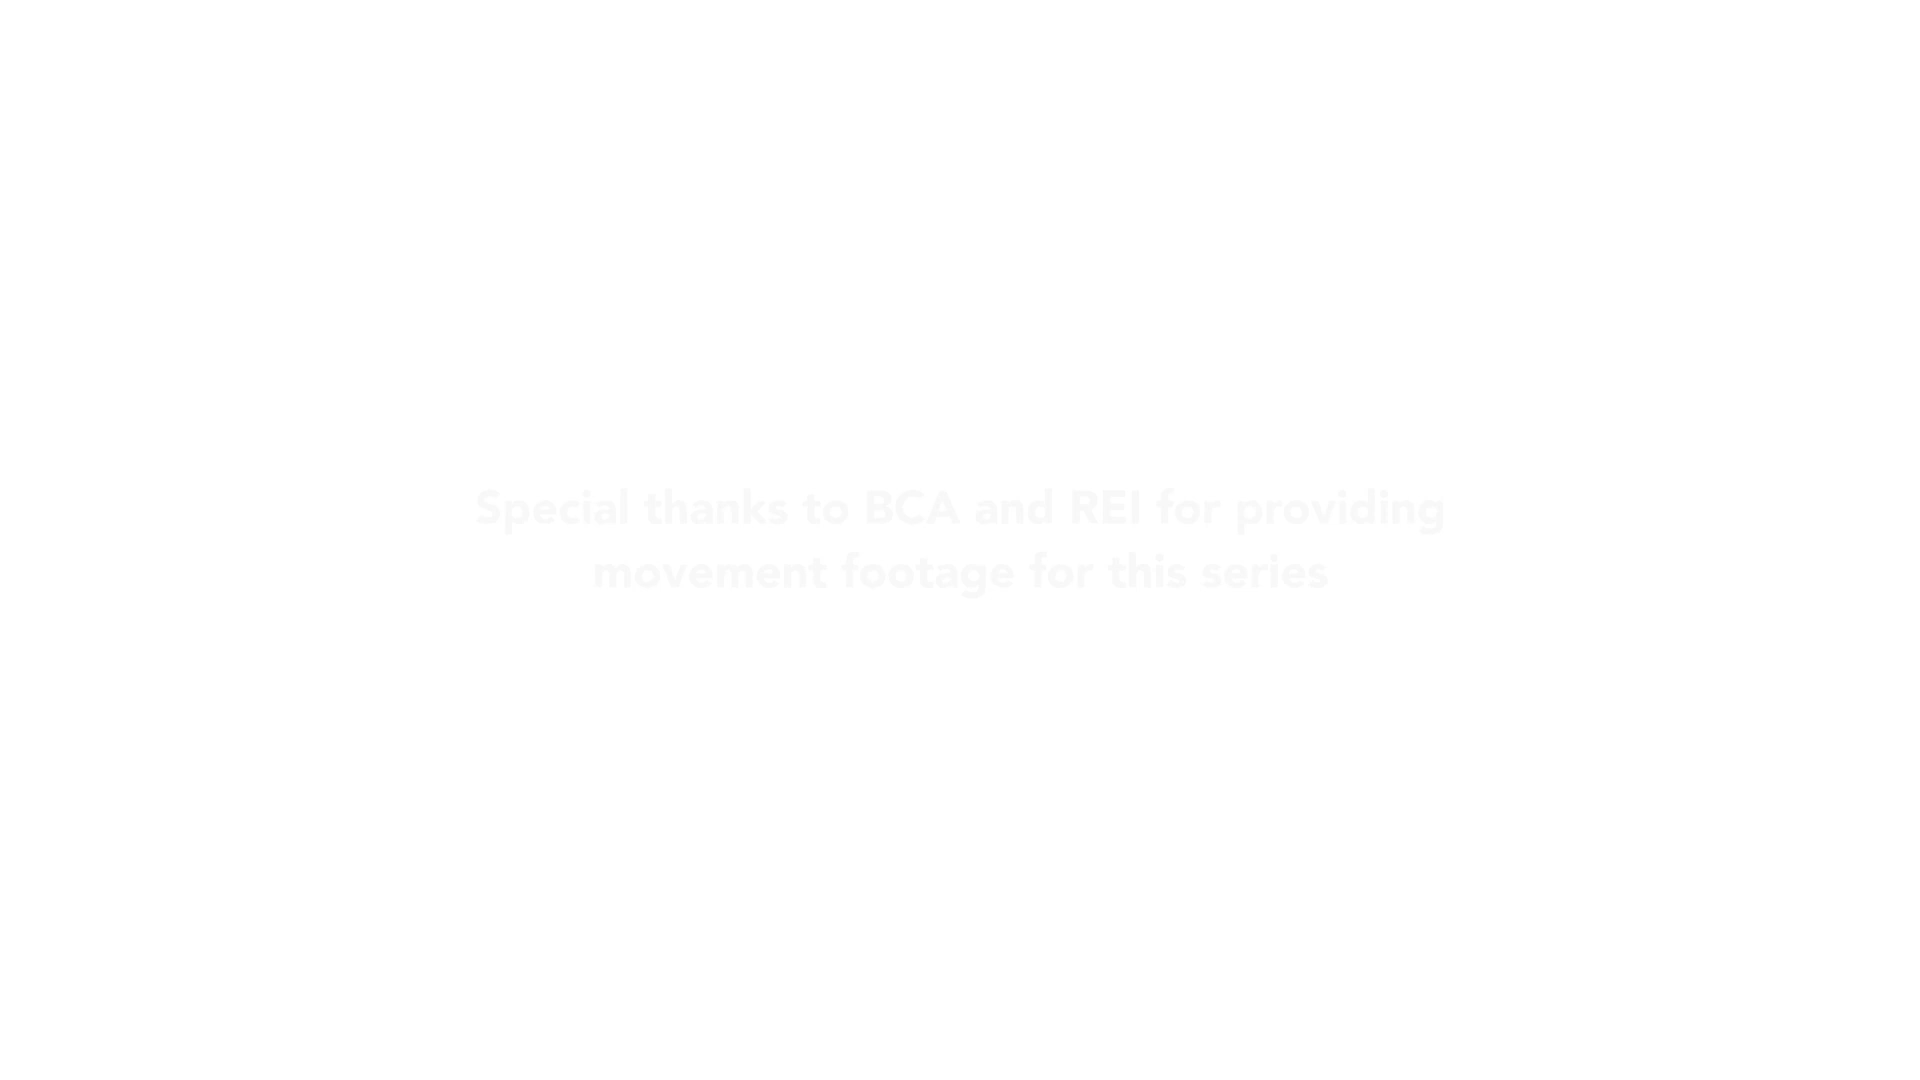 Special thanks to BCA and REI for providing
movement footage for this series